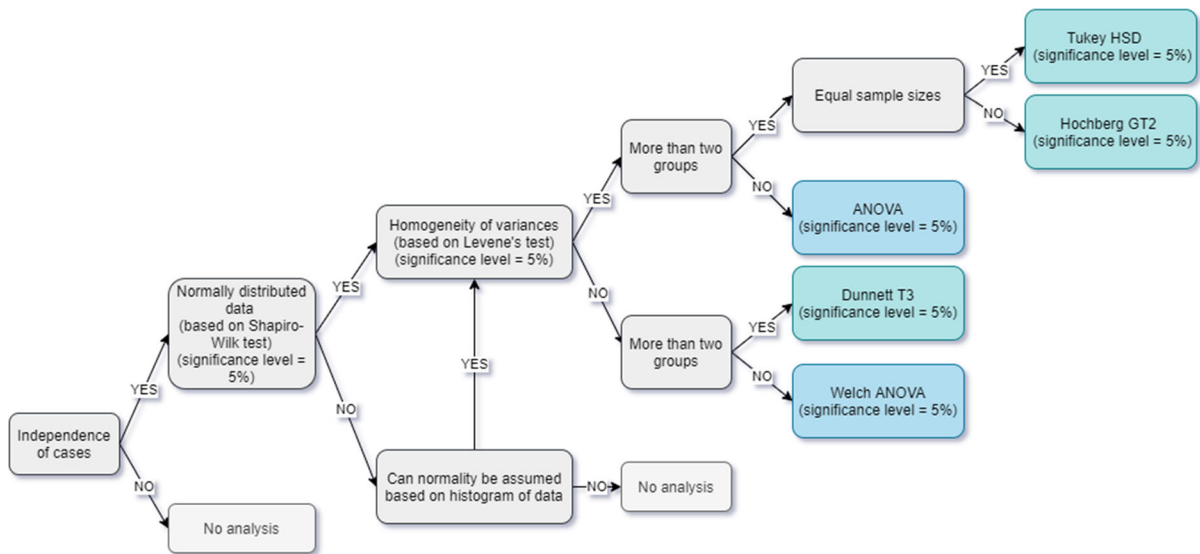 Independence
of cases
YES
NO
No analysis
Normally distributed
data
(based on Shapiro-
Wilk test)
(significance level =
5%)
YES
NO
Homogeneity of variances
(based on Levene's test)
(significance level = 5%)
YES
Can normality be assumed
based on histogram of data
NO
No analysis
YES
NO
More than two
groups
YES
NO
Equal sample sizes
YES
NO
Tukey HSD
(significance level = 5%)
Hochberg GT2
(significance level = 5%)
ANOVA
(significance level = 5%)
More than two
groups
YES
NO
Dunnett T3
(significance level = 5%)
Welch ANOVA
(significance level = 5%)